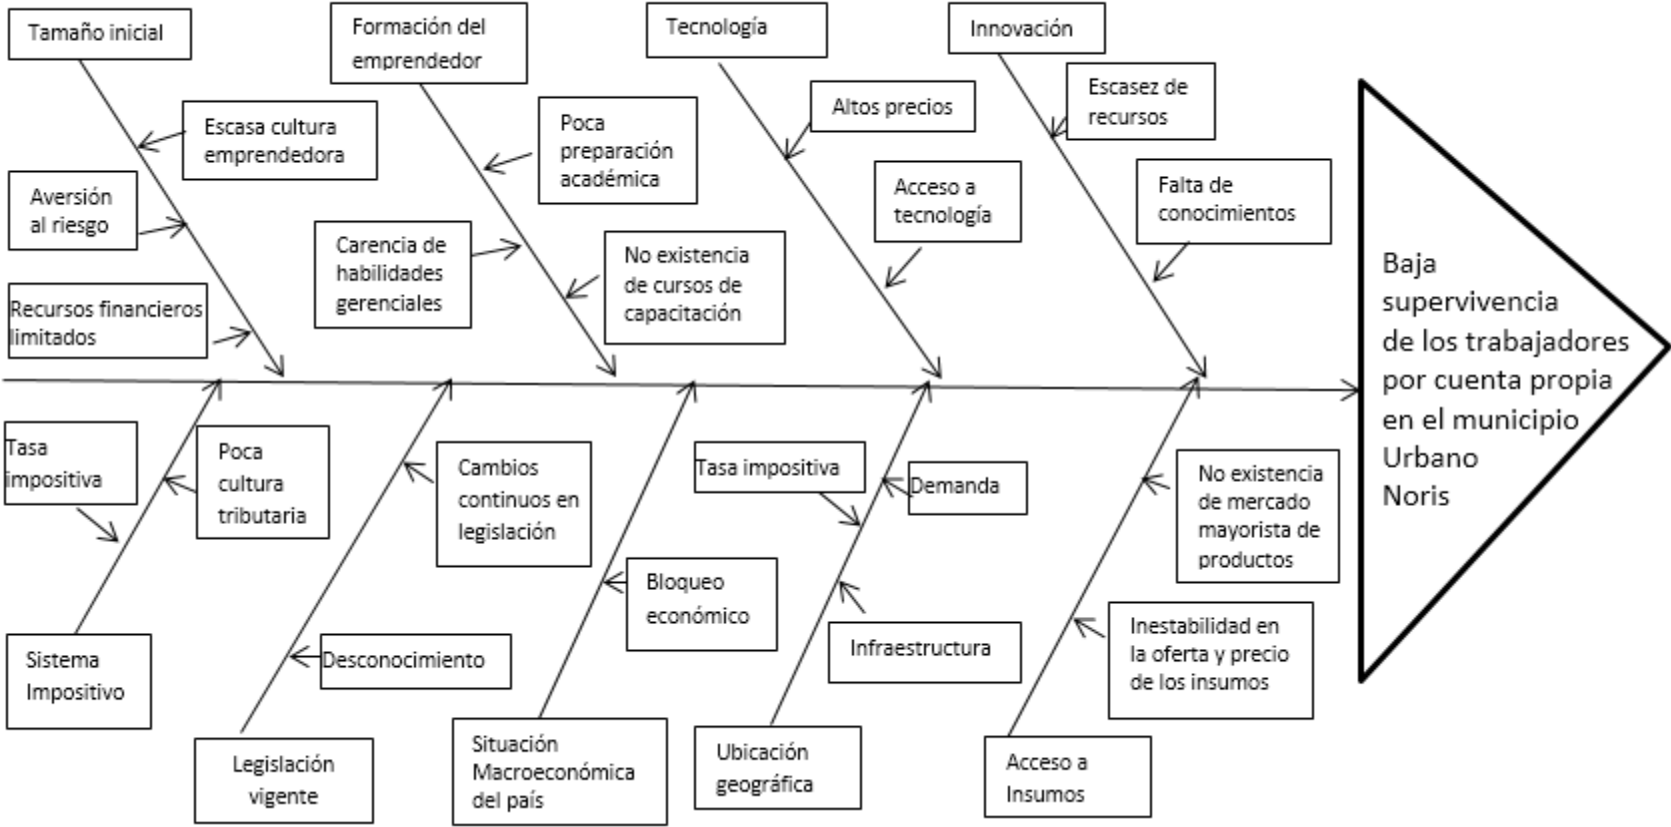 Tamaño inicial
Formación del
emprendedor
Tecnología
Innovación
Escasa cultura
emprendedora
Aversión
al riesgo
Recursos financieros
limitados
Poca
preparación
académica
Carencia de
habilidades
gerenciales
No existencia
de cursos de
capacitación
Altos precios
Acceso a
tecnología
Escasez de
recursos
Falta de
conocimientos
Baja
supervivencia
de los trabajadores
por cuenta propia
en el municipio
Urbano
Noris
Tasa
impositiva
Poca
cultura
tributaria
Cambios
continuos en
legislación
Desconocimiento
Bloqueo
económico
Tasa impositiva
Demanda
Infraestructura
No existencia
de mercado
mayorista de
productos
Inestabilidad en
la oferta y precio
de los insumos
Sistema
Impositivo
Legislación
vigente
Situación
Macroeconómica
del país
Ubicación
geográfica
Acceso a
Insumos